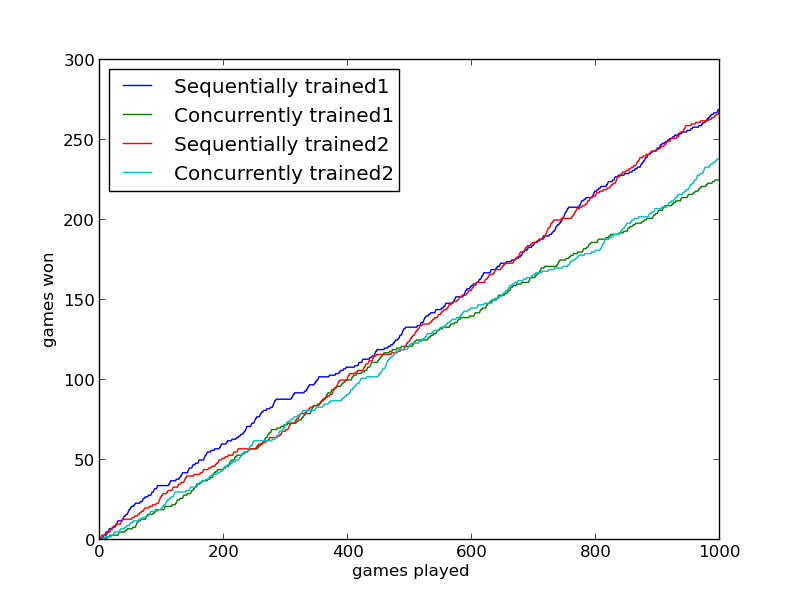 300
250
200
150
100
50
0
games won
Sequentially trained1
Concurrently trained1
Sequentially trained2
Concurrently trained2
0 200 400 600 800 1000
games played